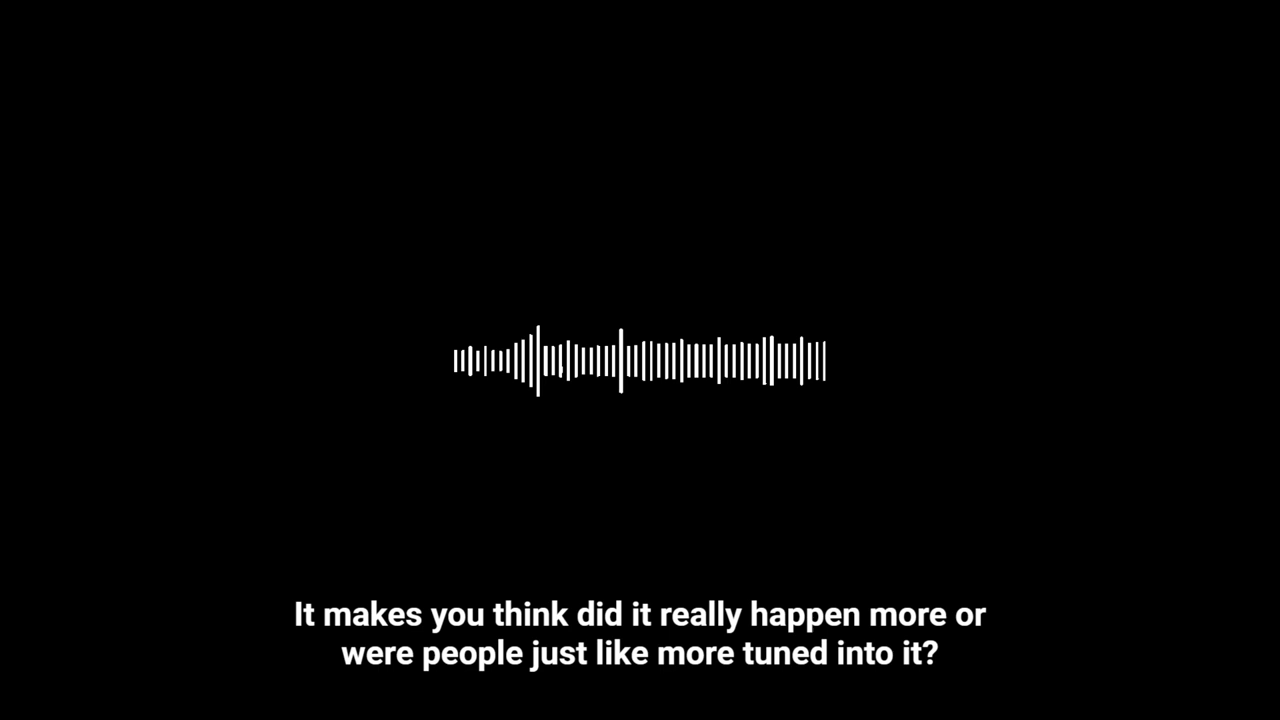 It makes you think did it really happen more or
were people just like more tuned into it?